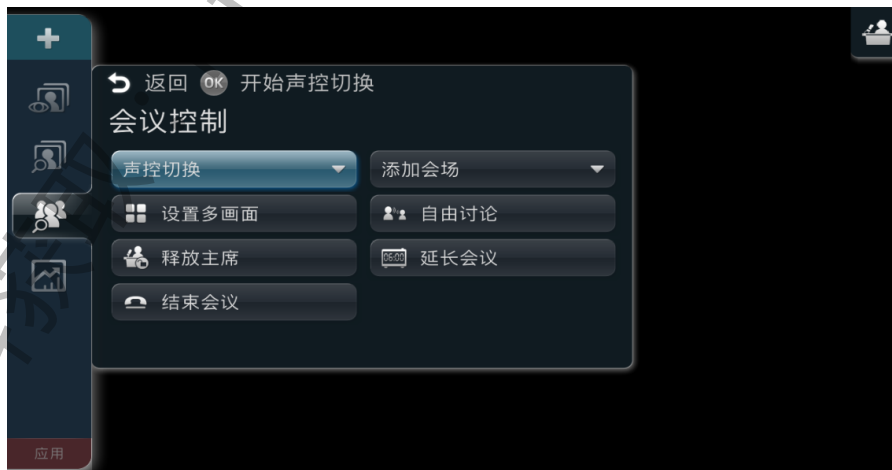 返回 OK 开始声控切换
会议控制
声控切换
添加会场
设置多画面
自由讨论
释放主席
05:00 延长会议
结束会议
应用